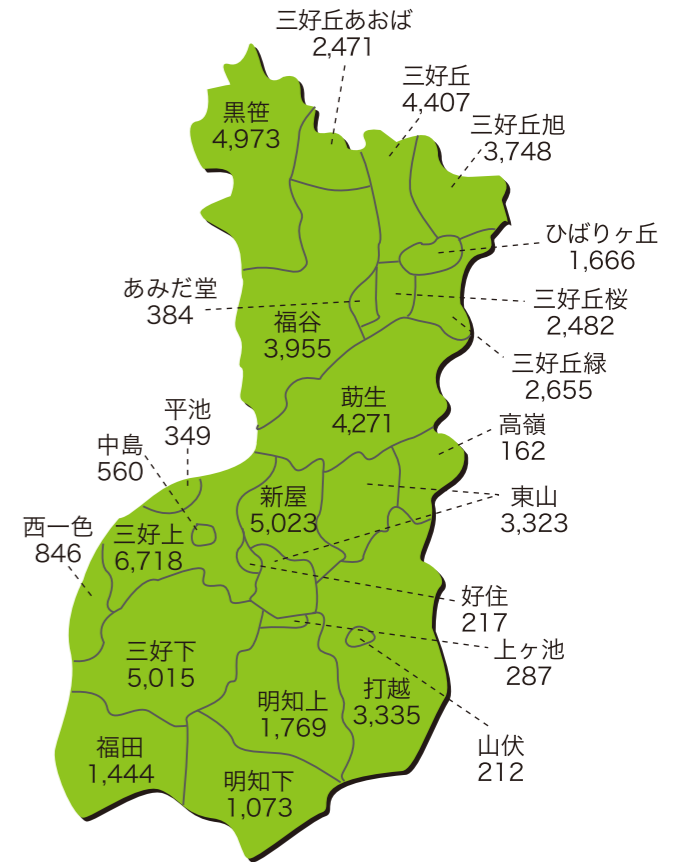 三好丘あおば
2,471
三好丘
4,407
黒笹
4,973
三好丘旭
3,748
ひばりヶ丘
1,666
あみだ堂
384
三好丘桜
2,482
福谷
3,955
三好丘緑
2,655
莇生
4,271
平池
349
高嶺
162
中島
560
新屋
5,023
東山
3,323
西一色
846
三好上
6,718
好住
217
上ヶ池
287
三好下
5,015
打越
3,335
明知上
1,769
山伏
212
福田
1,444
明知下
1,073